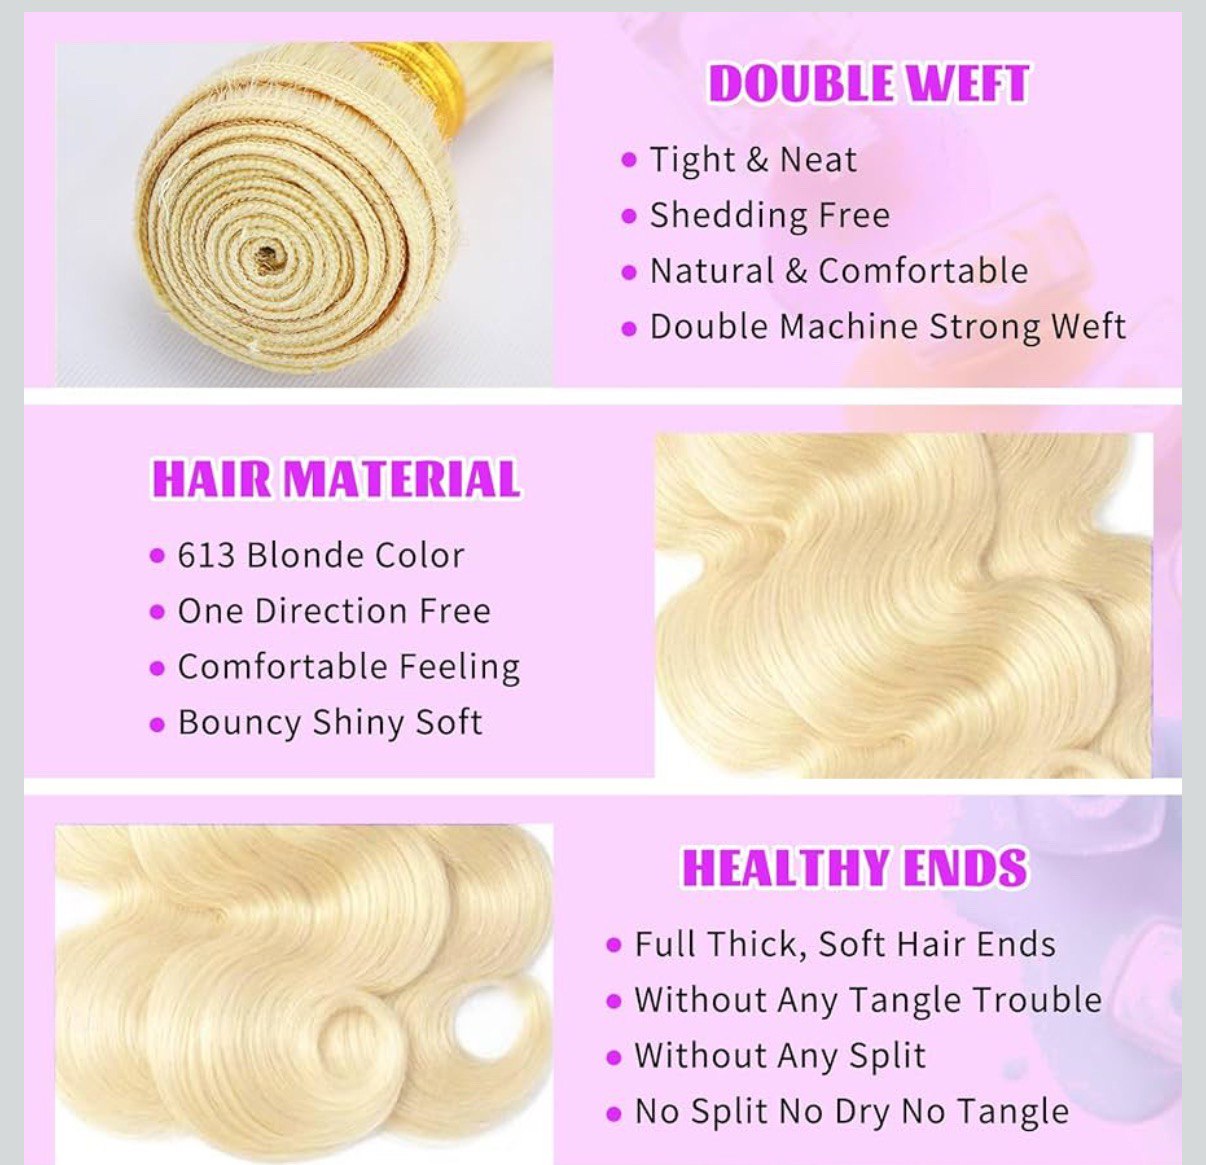 DOUBLE WEFT
Tight & Neat
Shedding Free
Natural & Comfortable
Double Machine Strong Weft
HAIR MATERIAL
613 Blonde Color
One Direction Free
Comfortable Feeling
Bouncy Shiny Soft
HEALTHY ENDS
Full Thick, Soft Hair Ends
Without Any Tangle Trouble
Without Any Split
No Split No Dry No Tangle